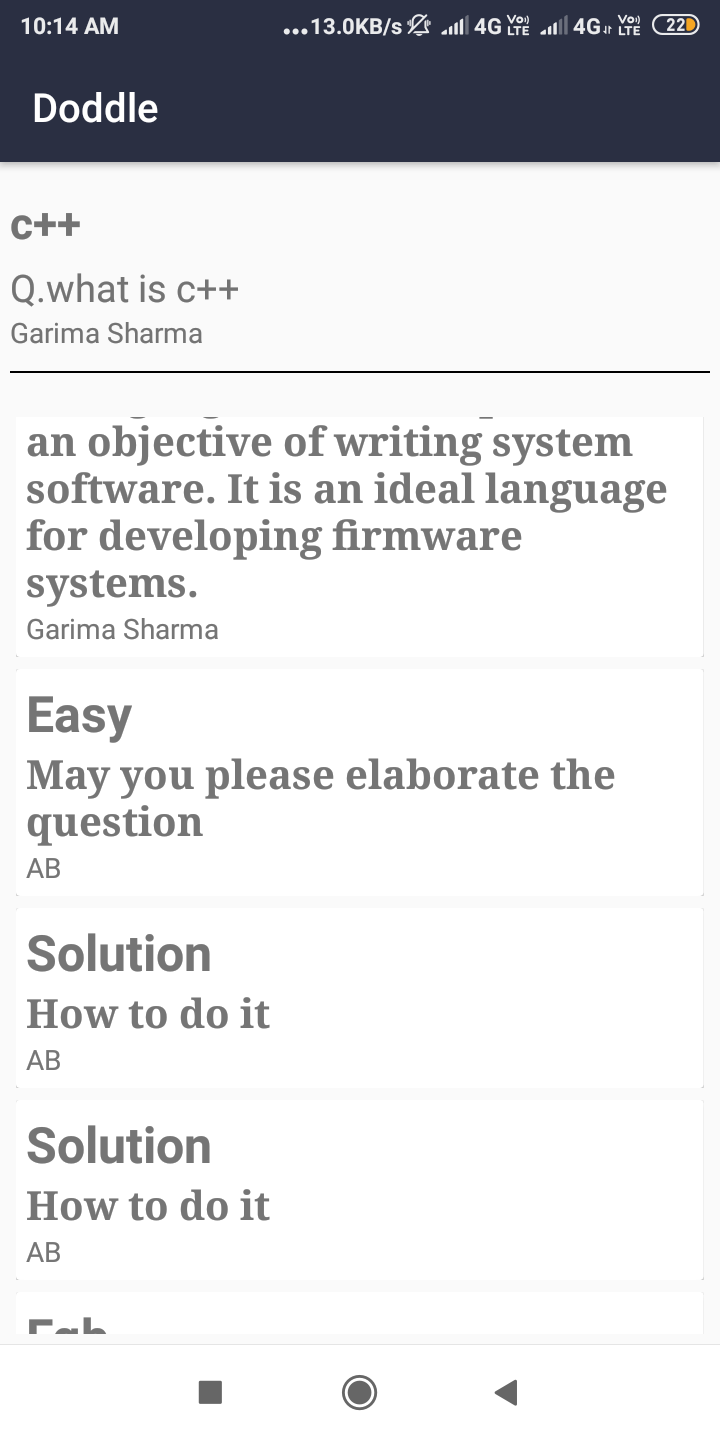 10:14 AM ...13.0KB/s 4G Vo)) LTE 4G Vo)) LTE 22
Doddle
c++
Q.what is c++
Garima Sharma
an objective of writing system
software. It is an ideal language
for developing firmware
systems.
Garima Sharma
Easy
May you please elaborate the
question
AB
Solution
How to do it
AB
Solution
How to do it
AB